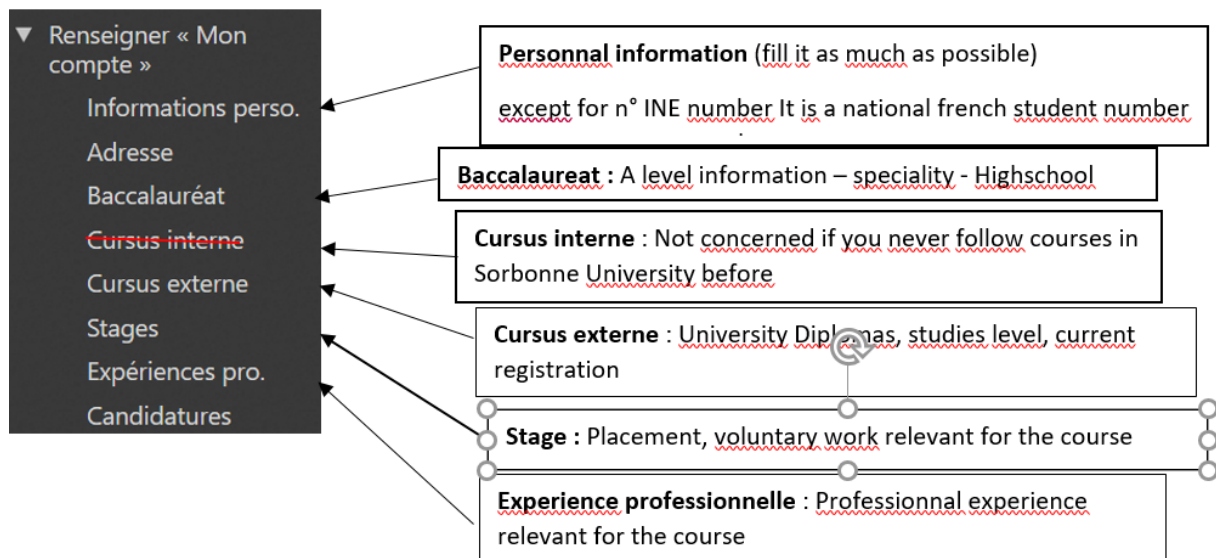 Renseigner « Mon
compte »
Informations perso.
Adresse
Baccalauréat
Cursus interne
Cursus externe
Stages
Expériences pro.
Candidatures
Personnal information (fill it as much as possible)
except for n° INE number It is a national french student number
Baccalaureat : A level information – speciality - Highschool
Cursus interne : Not concerned if you never follow courses in
Sorbonne University before
Cursus externe : University Diplomas, studies level, current
registration
Stage : Placement, voluntary work relevant for the course
Experience professionnelle : Professionnal experience
relevant for the course